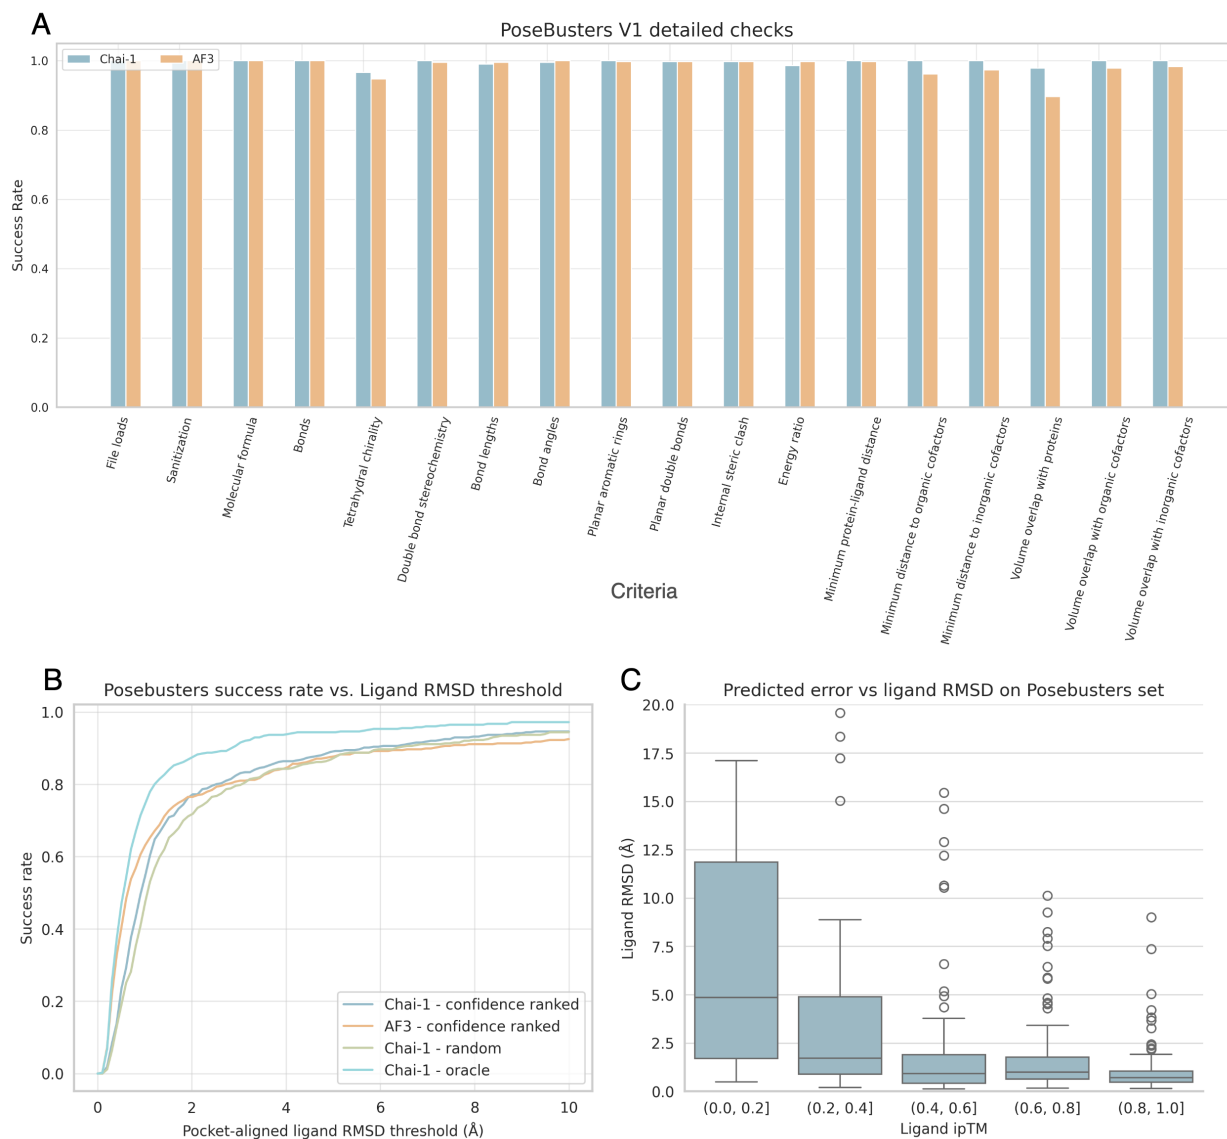 A
PoseBusters V1 detailed checks
Chai-1
AF3
1.0
0.8
0.6
0.4
0.2
0.0
Success Rate
File loads
Sanitization
Molecular formula
Bonds
Tetrahydral chirality
Double bond stereochemistry
Bond lengths
Bond angles
Planar aromatic rings
Planar double bonds
Internal steric clash
Energy ratio
Minimum protein-ligand distance
Minimum distance to organic cofactors
Minimum distance to inorganic cofactors
Volume overlap with proteins
Volume overlap with organic cofactors
Volume overlap with inorganic cofactors
Criteria
B
Posebusters success rate vs. Ligand RMSD threshold
1.0
0.8
0.6
0.4
0.2
0.0
Success rate
Chai-1 - confidence ranked
AF3 - confidence ranked
Chai-1 - random
Chai-1 - oracle
0
2
4
6
8
10
Pocket-aligned ligand RMSD threshold (Å)
C
Predicted error vs ligand RMSD on Posebusters set
20.0
17.5
15.0
12.5
10.0
7.5
5.0
2.5
0.0
Ligand RMSD (Å)
(0.0, 0.2]
(0.2, 0.4]
(0.4, 0.6]
(0.6, 0.8]
(0.8, 1.0]
Ligand ipTM